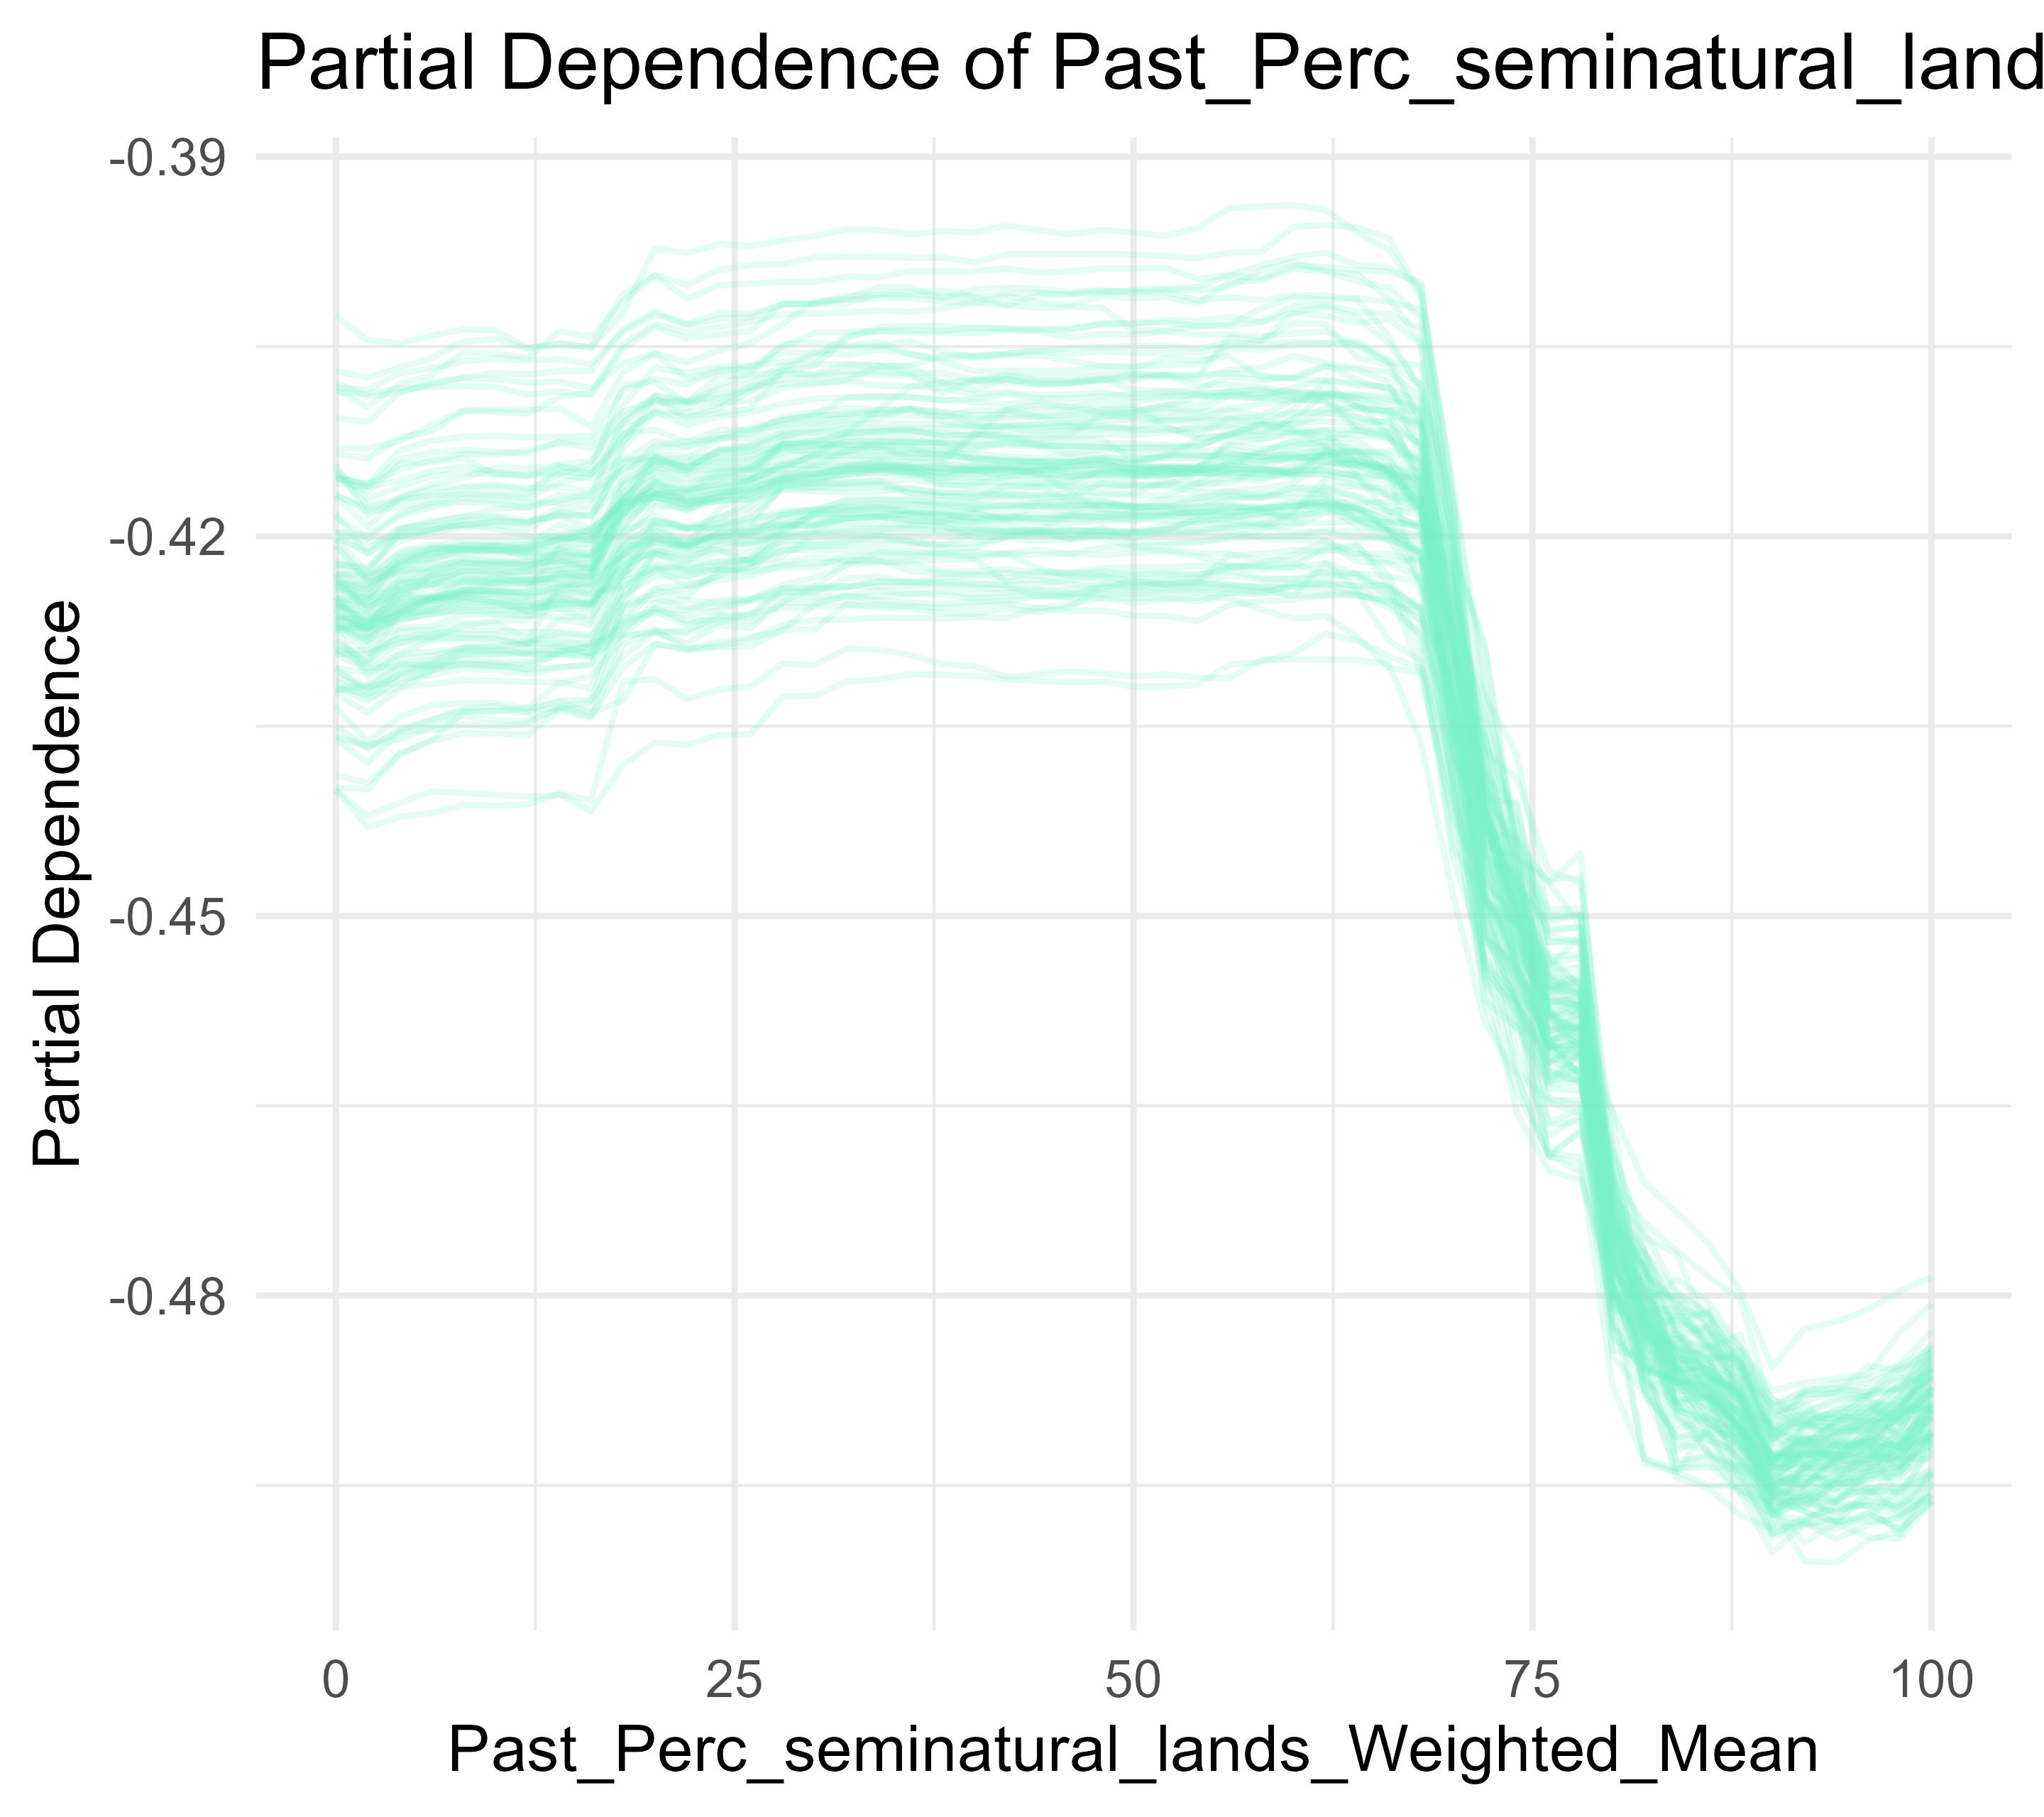 Partial Dependence of Past_Perc_seminatural_land
-0.39
-0.42
-0.45
-0.48
Partial Dependence
0 25 50 75 100
Past_Perc_seminatural_lands_Weighted_Mean